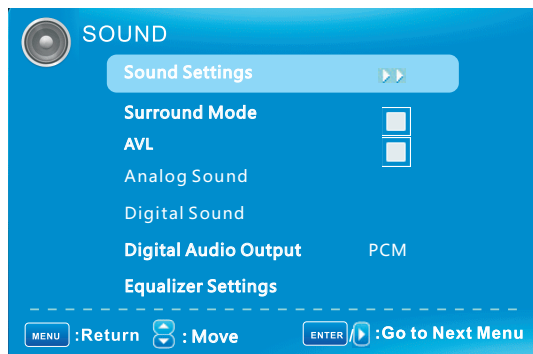 SOUND
Sound Settings
Surround Mode
AVL
Analog Sound
Digital Sound
Digital Audio Output PCM
Equalizer Settings
MENU :Return : Move ENTER / :Go to Next Menu